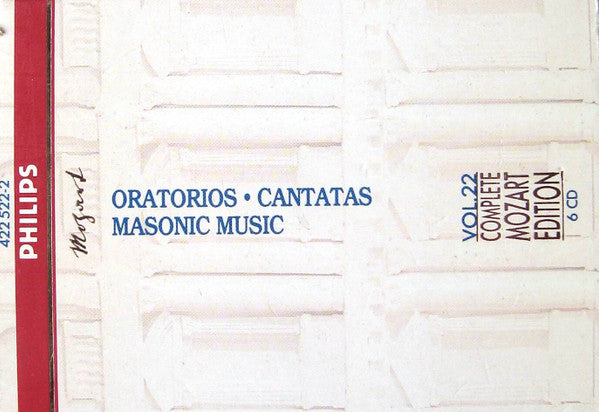 422 522-2
PHILIPS
Mozart
ORATORIOS • CANTATAS
MASONIC MUSIC
VOL.22
COMPLETE
MOZART
EDITION
6 CD